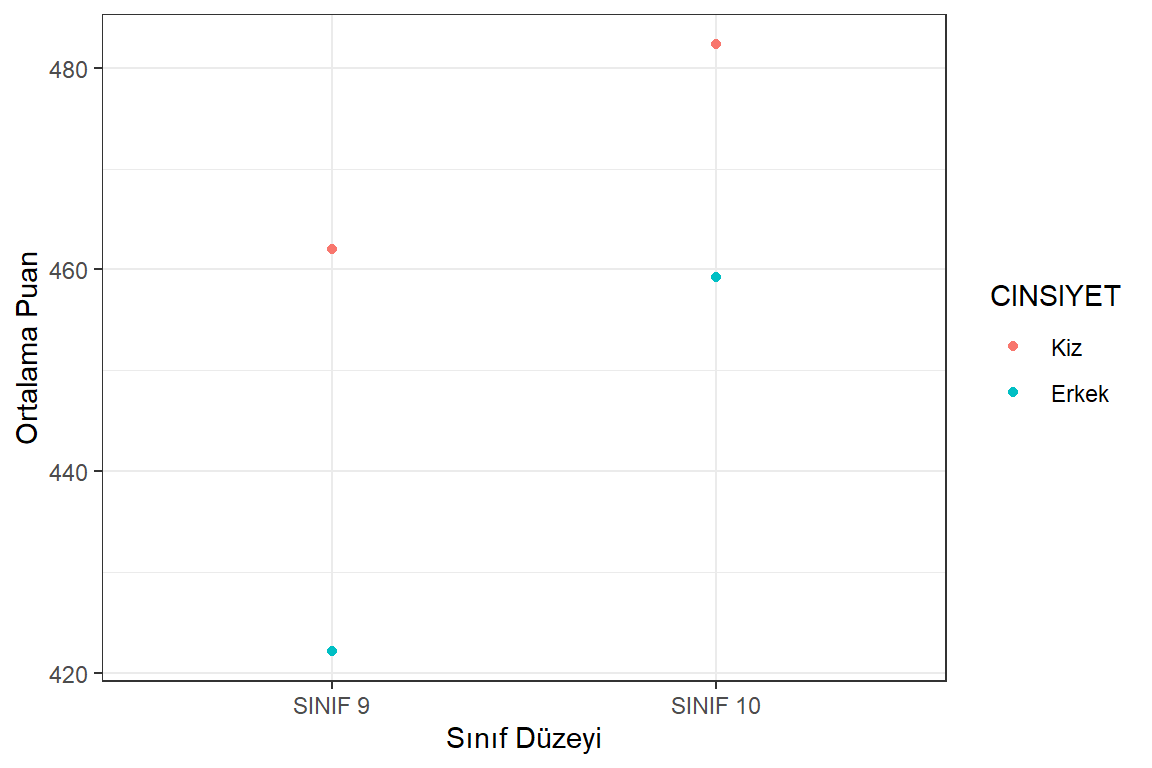 480
460
440
420
Ortalama Puan
SINIF 9
SINIF 10
Sınıf Düzeyi
CINSIYET
Kiz
Erkek